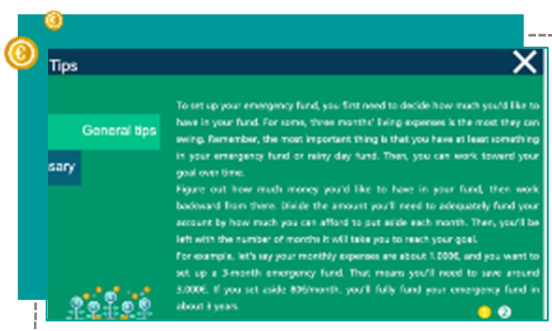 Tips
General tips
sary
To set up your emergency fund, you first need to decide how much you'd like to
have in your fund. For some, three months' living expenses is the most they can
swing. Remember, the most important thing is that you have at least something
in your emergency fund or rainy day fund. Then, you can work toward your
goal over time.
Figure out how much money you'd like to have in your fund, then work
backward from there. Divide the amount you'll need to adequately fund your
account by how much you can afford to put aside each month. Then, you'll be
left with the number of months it will take you to reach your goal.
For example, let's say your monthly expenses are about 1.000€, and you want to
set up a 3-month emergency fund. That means you'll need to save around
3.000€. If you set aside 80€/month, you'll fully fund your emergency fund in
about 3 years
1 2